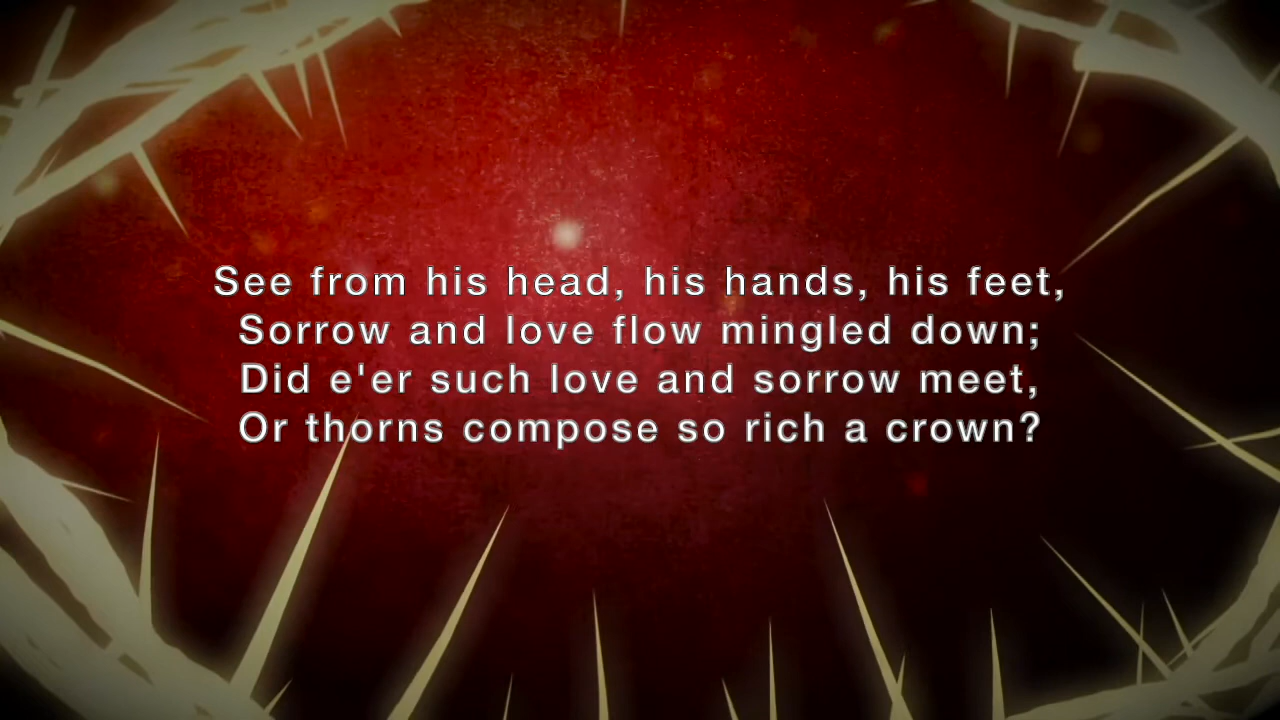 See from his head, his hands, his feet,
Sorrow and love flow mingled down;
Did e'er such love and sorrow meet,
Or thorns compose so rich a crown?